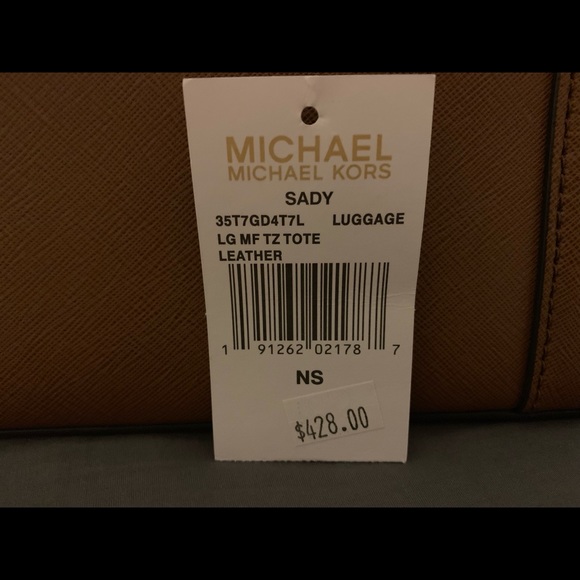 MICHAEL
MICHAEL KORS
SADY
35T7GD4T7L LUGGAGE
LG MF TZ TOTE
LEATHER
1 91262 02178 7
NS
$428.00